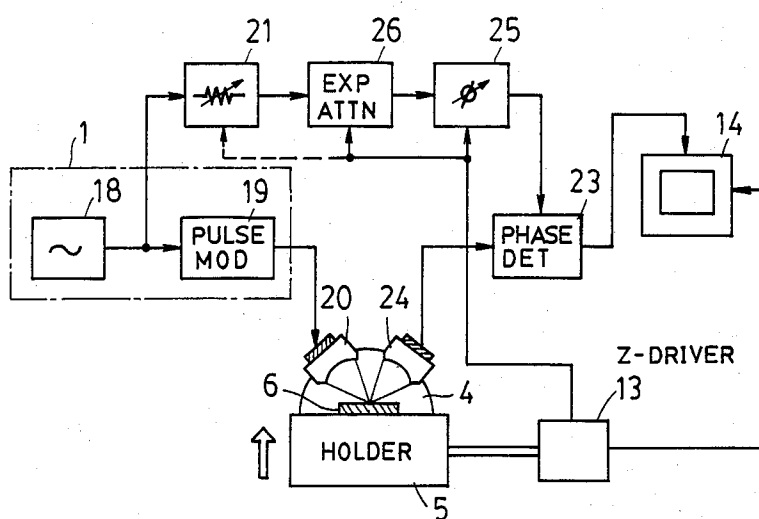 21
26
25
EXP
ATTN
ϕ
1
14
18
19
23
~
PULSE
MOD
PHASE
DET
20
24
Z-DRIVER
6
4
13
HOLDER
5